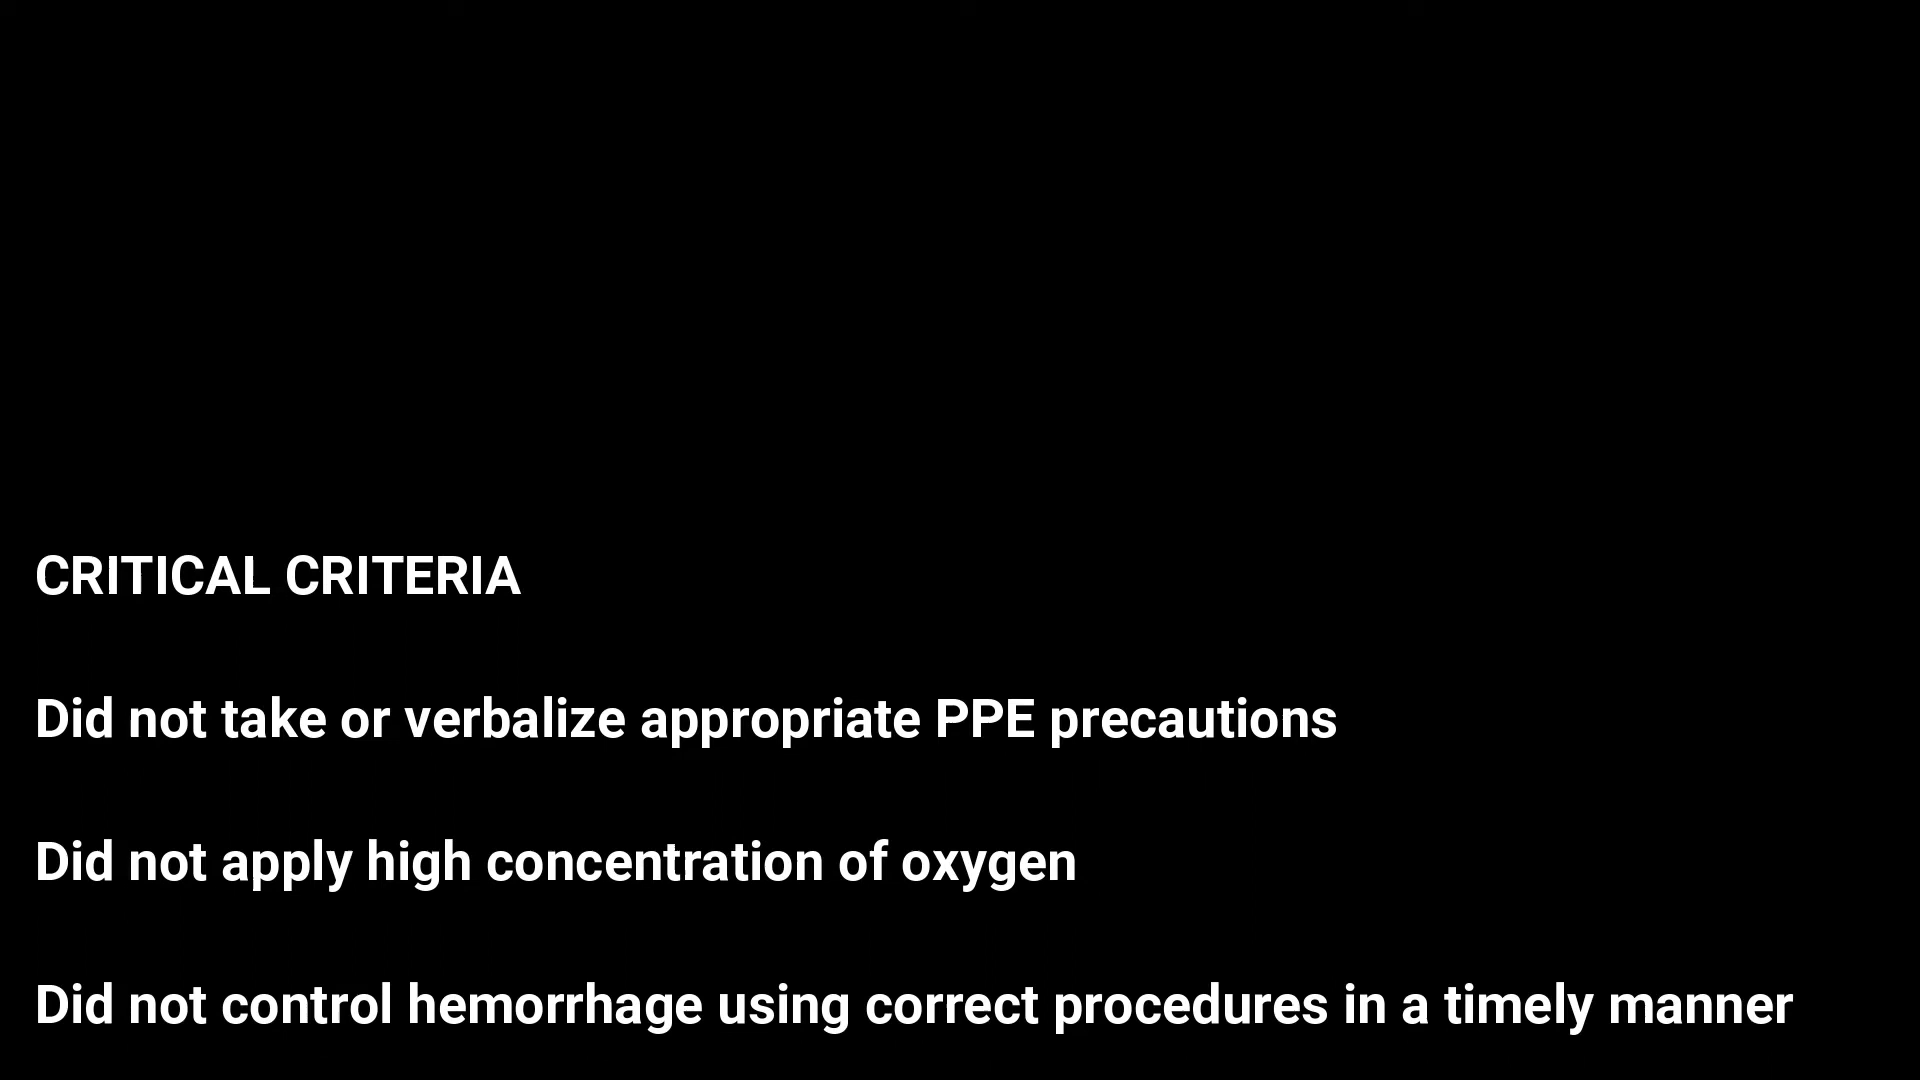 CRITICAL CRITERIA
Did not take or verbalize appropriate PPE precautions
Did not apply high concentration of oxygen
Did not control hemorrhage using correct procedures in a timely manner